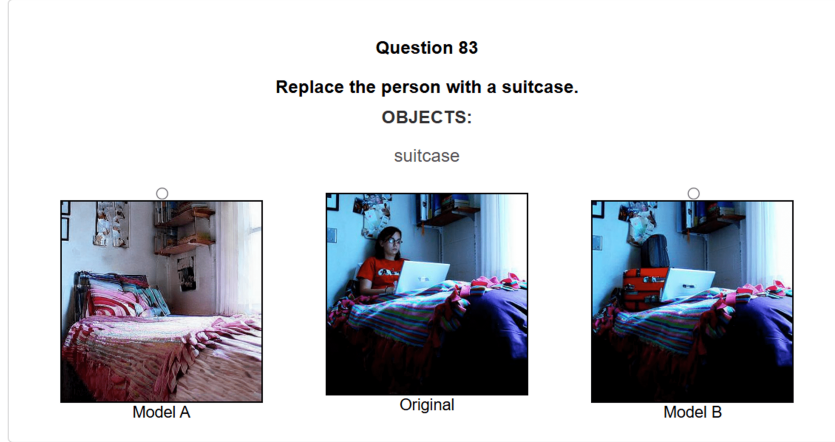 Question 83
Replace the person with a suitcase.
OBJECTS:
suitcase
Model A
Original
Model B